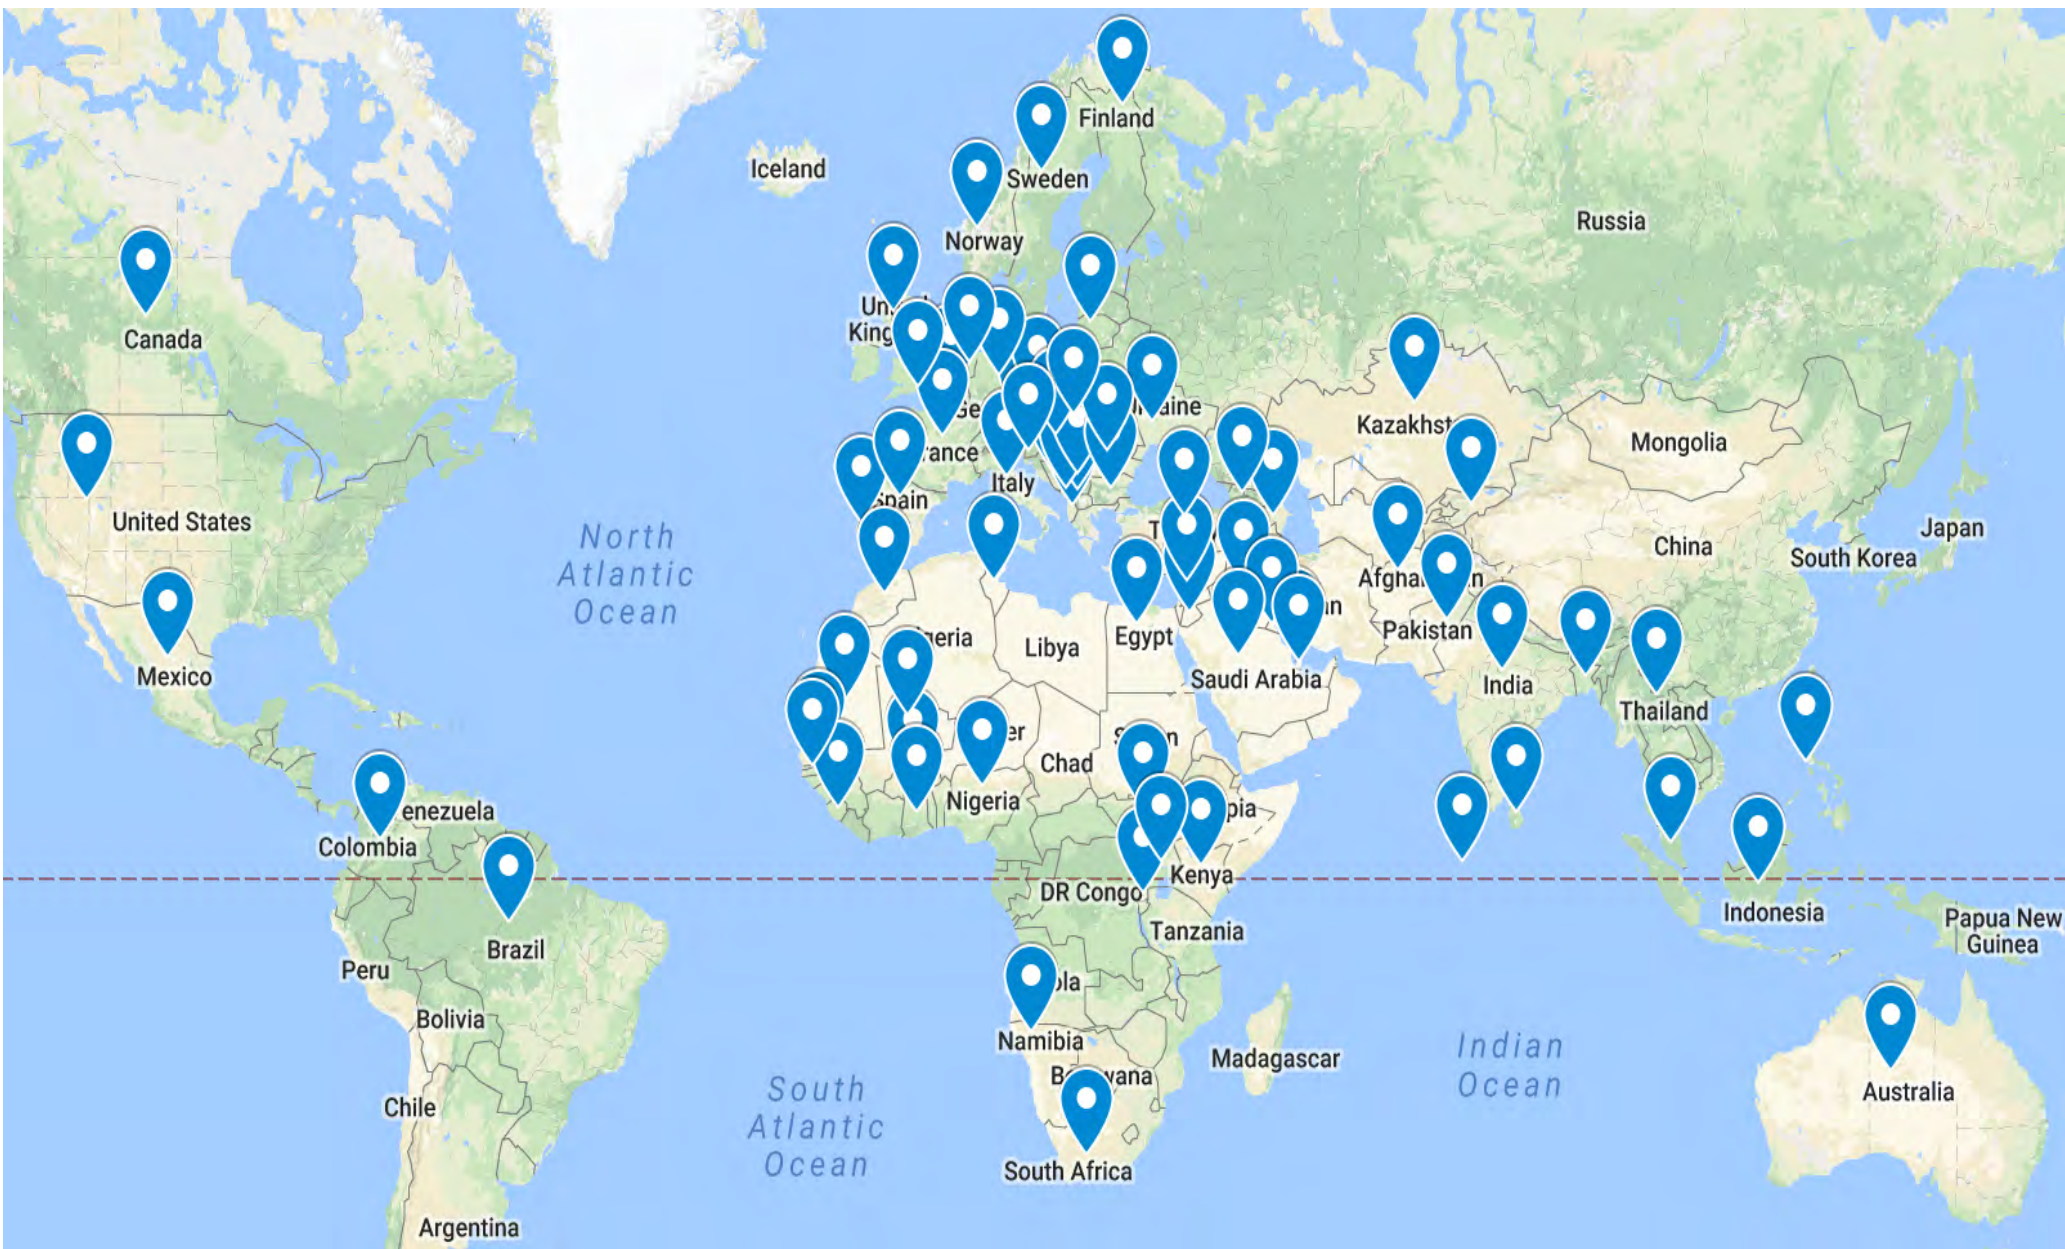 Finland
Iceland
Sweden
Russia
Norway
Canada
Kazakhst
Mongolia
Italy
United States
North
Atlantic
Ocean
Japan
China
South Korea
Libya
Egypt
Pakistan
Saudi Arabia
India
Mexico
Thailand
Chad
Nigeria
Colombia
DR Congo
Kenya
Indonesia
Papua New
Guinea
Tanzania
Brazil
Peru
Bolivia
Namibia
Madagascar
Indian
Ocean
South
Atlantic
Ocean
Australia
Chile
South Africa
Argentina